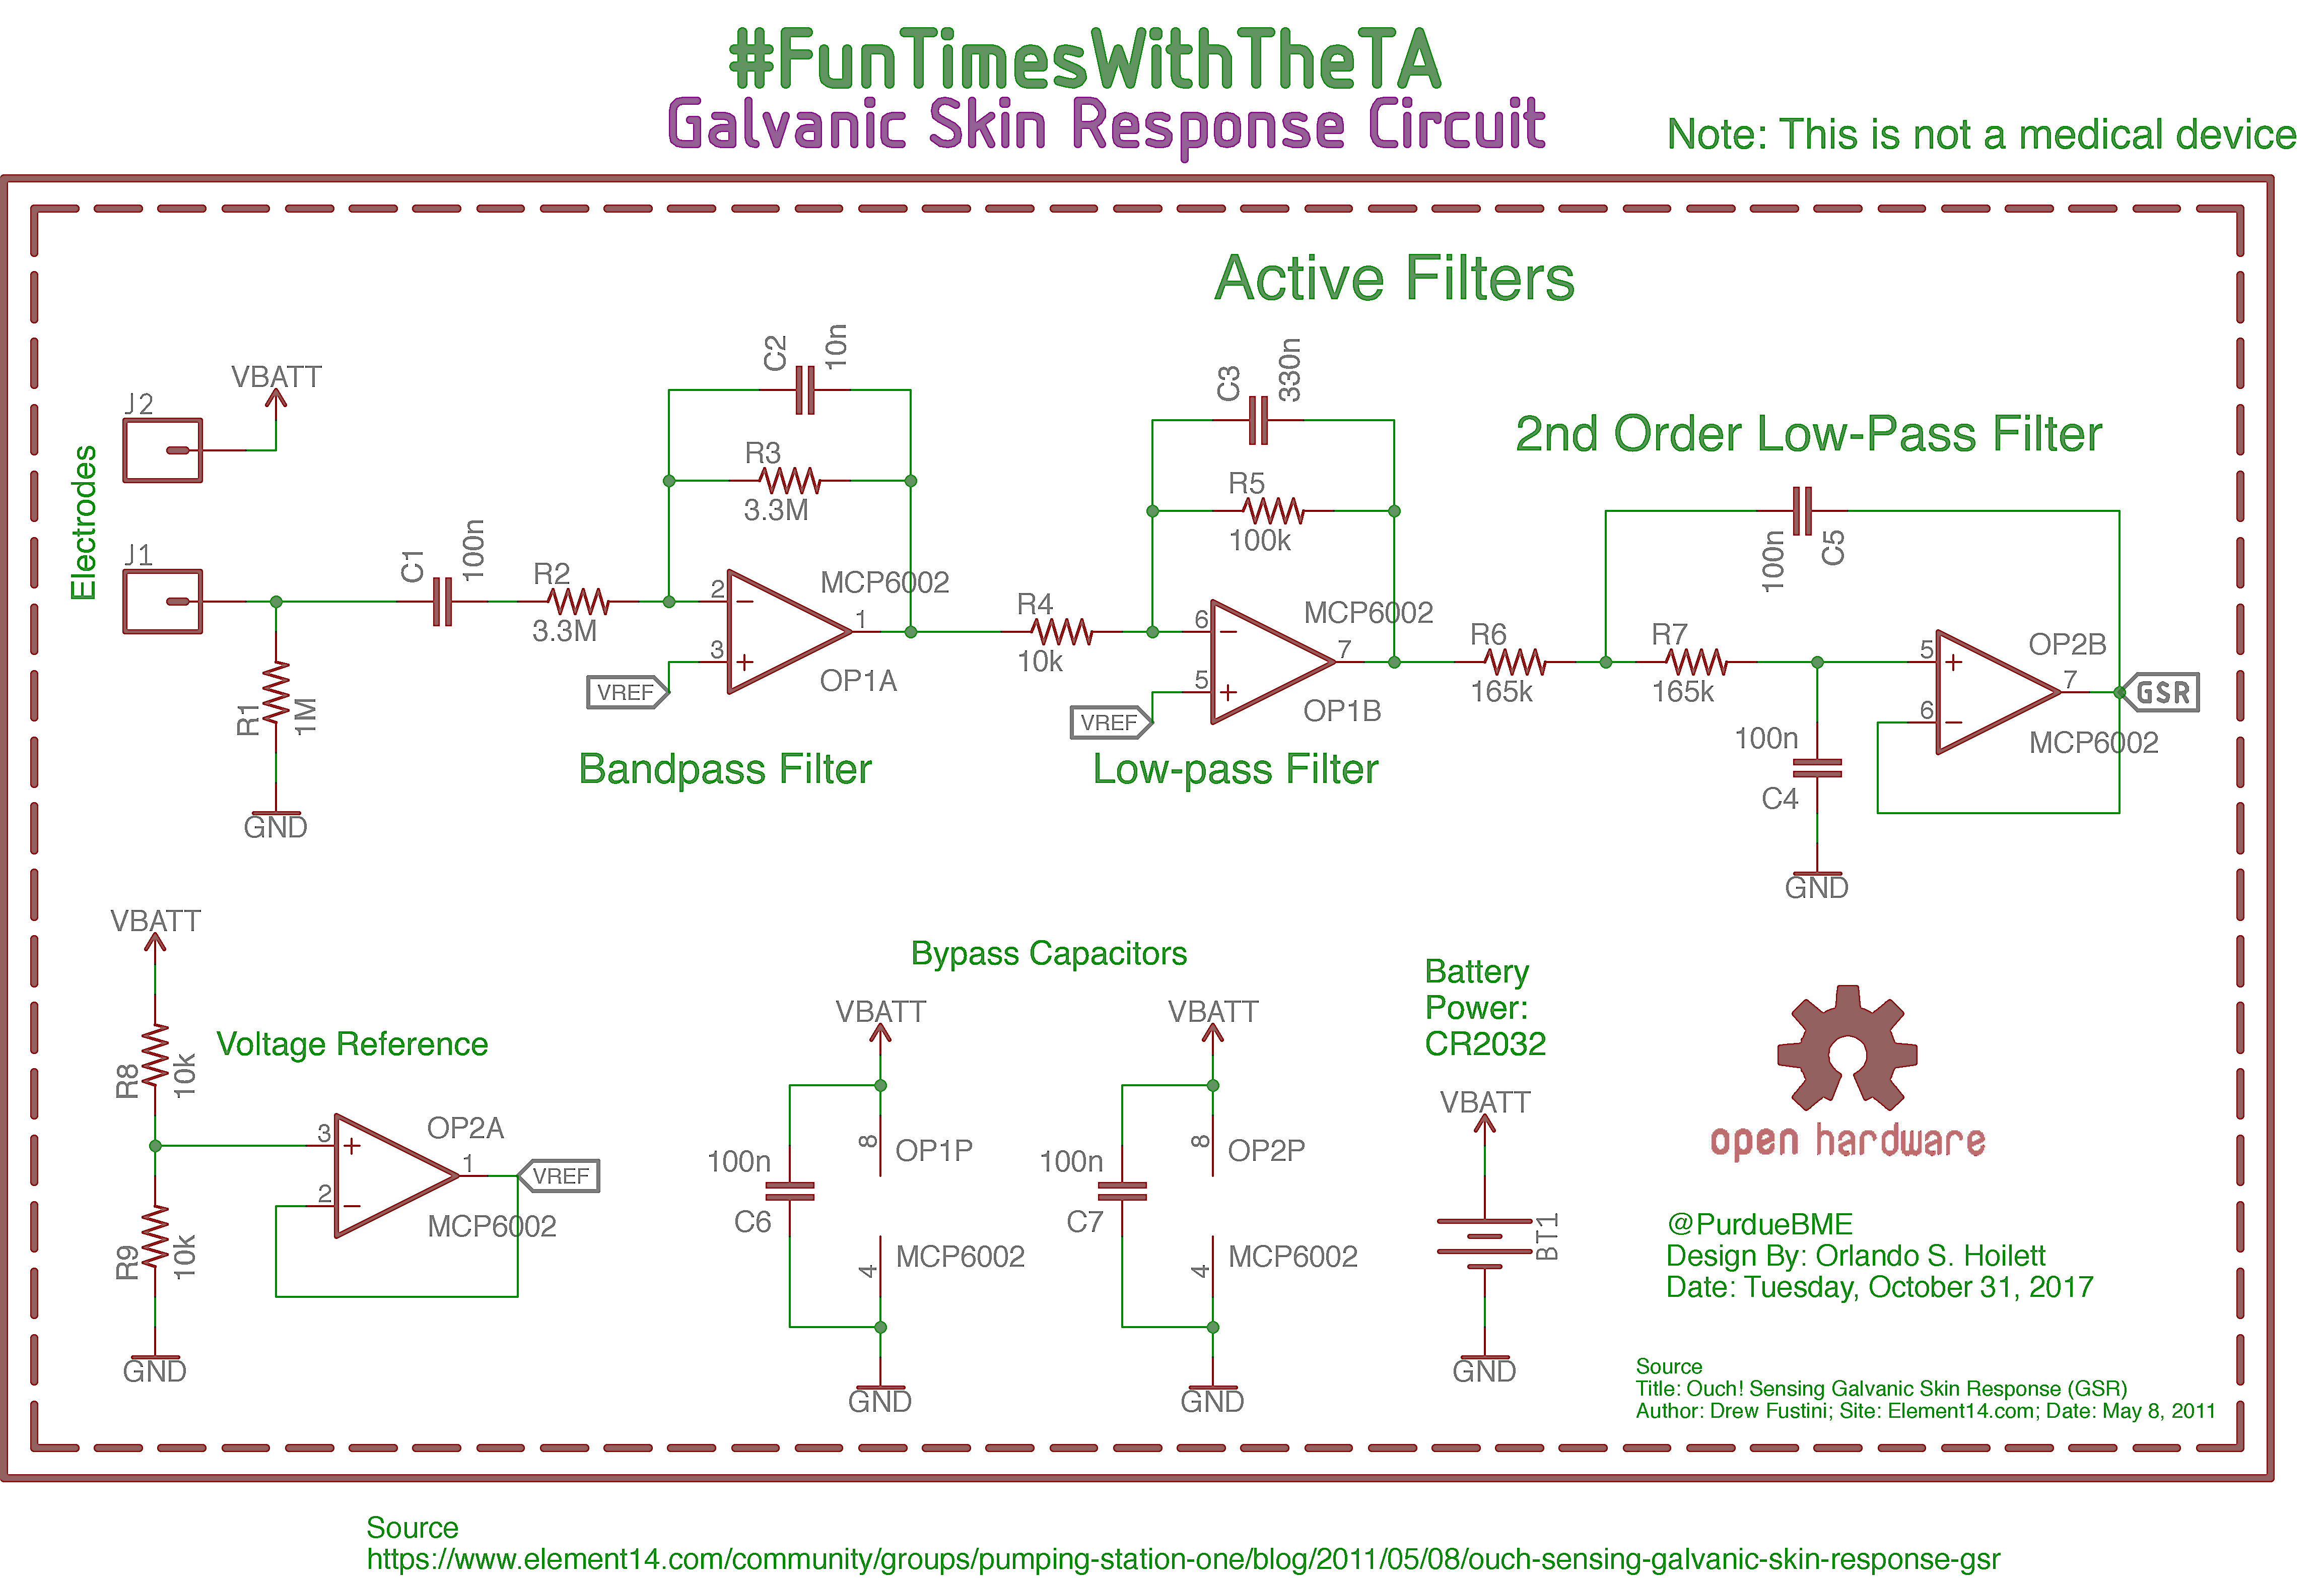 #FunTimesWithTheTA
Galvanic Skin Response Circuit
Note: This is not a medical device
Active Filters
Electrodes
J2
VBATT
J1
R1
1M
GND
C1
100n
R2
3.3M
C2
10n
R3
3.3M
2
3
1
MCP6002
OP1A
VREF
Bandpass Filter
R4
10k
C3
330n
R5
100k
6
5
7
MCP6002
OP1B
VREF
Low-pass Filter
2nd Order Low-Pass Filter
R6
165k
R7
165k
100n
C5
100n
C4
GND
5
6
7
OP2B
MCP6002
GSR
VBATT
R8
10k
R9
10k
GND
Voltage Reference
3
2
1
OP2A
MCP6002
VREF
Bypass Capacitors
VBATT
100n
C6
8
OP1P
4
MCP6002
GND
VBATT
100n
C7
8
OP2P
4
MCP6002
GND
Battery
Power:
CR2032
VBATT
BT1
GND
open hardware
@PurdueBME
Design By: Orlando S. Hoilett
Date: Tuesday, October 31, 2017
Source
Title: Ouch! Sensing Galvanic Skin Response (GSR)
Author: Drew Fustini; Site: Element14.com; Date: May 8, 2011
Source
https://www.element14.com/community/groups/pumping-station-one/blog/2011/05/08/ouch-sensing-galvanic-skin-response-gsr